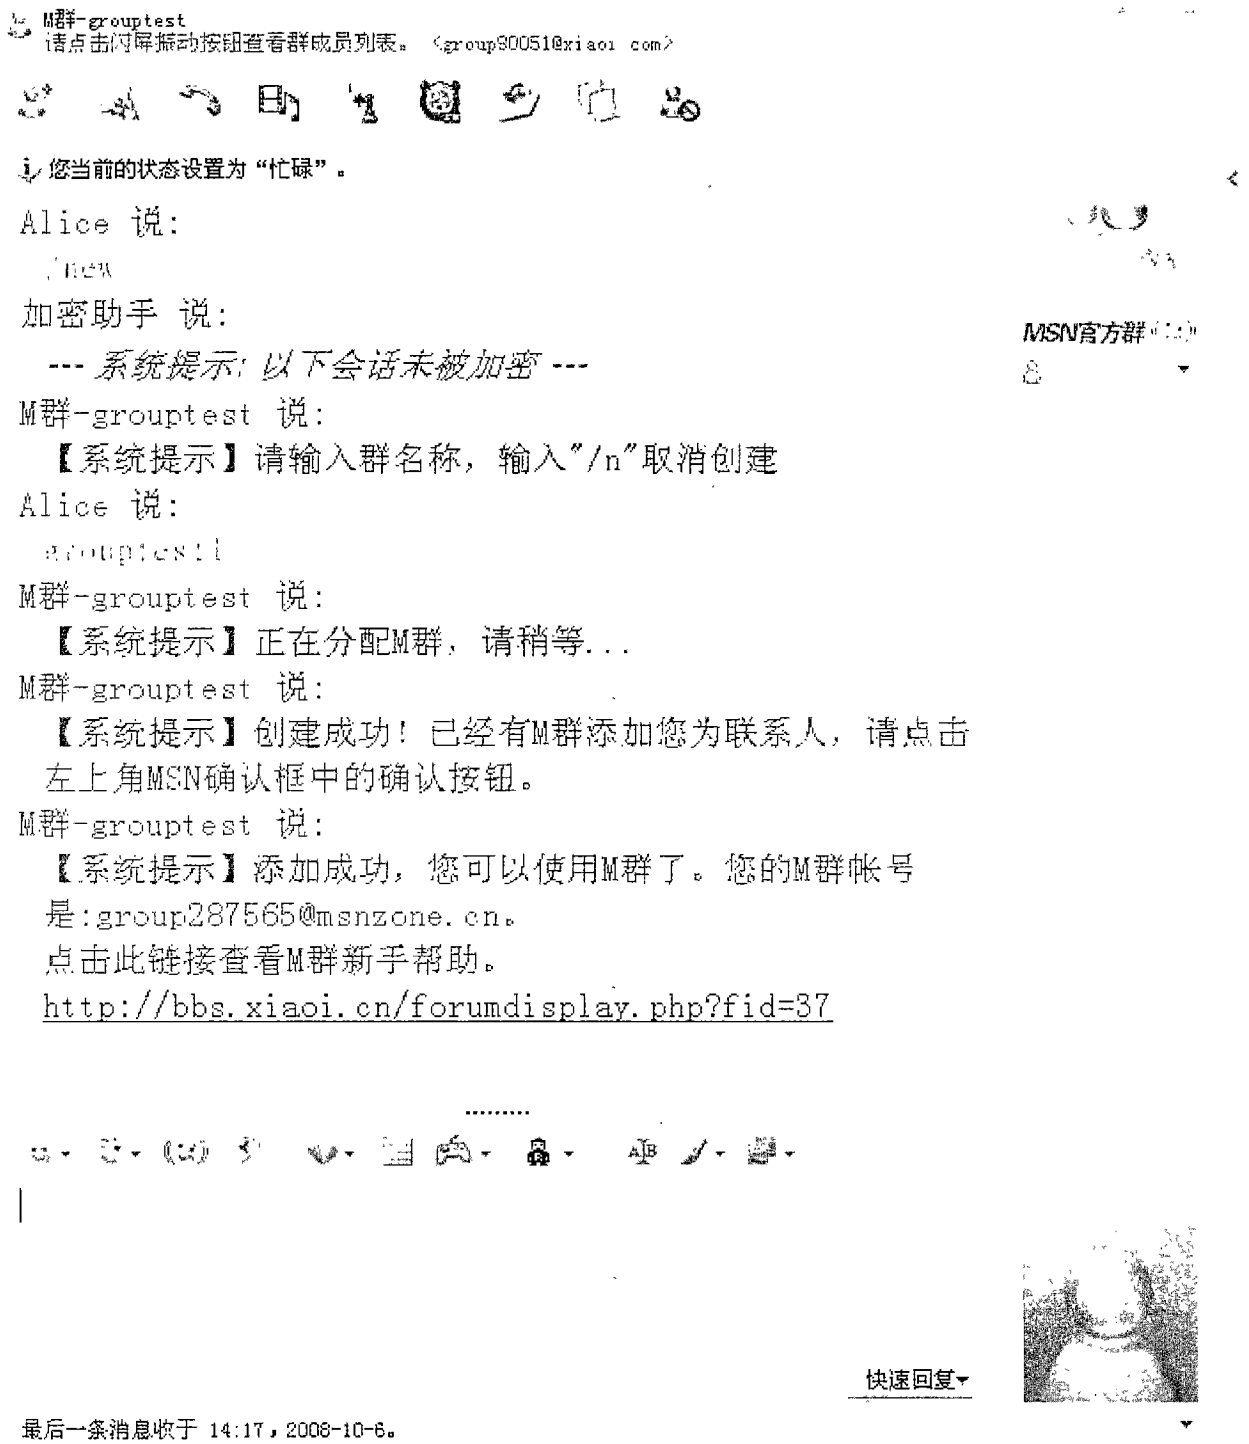 M群-grouptest
请点击闪屏振动按钮查看群成员列表。 <group90051@xiaoi com>
您当前的状态设置为“忙碌”。
Alice 说:
/new
加密助手 说:
--- 系统提示: 以下会话未被加密 ---
M群-grouptest 说:
【系统提示】请输入群名称, 输入"/n"取消创建
Alice 说:
grouptest1
M群-grouptest 说:
【系统提示】正在分配M群, 请稍等...
M群-grouptest 说:
【系统提示】创建成功! 已经有M群添加您为联系人, 请点击
左上角MSN确认框中的确认按钮。
M群-grouptest 说:
【系统提示】添加成功, 您可以使用M群了。您的M群帐号
是:group287565@msnzone.cn。
点击此链接查看M群新手帮助。
http://bbs.xiaoi.cn/forumdisplay.php?fid=37
MSN官方群
快速回复
最后一条消息收于 14:17, 2008-10-6。